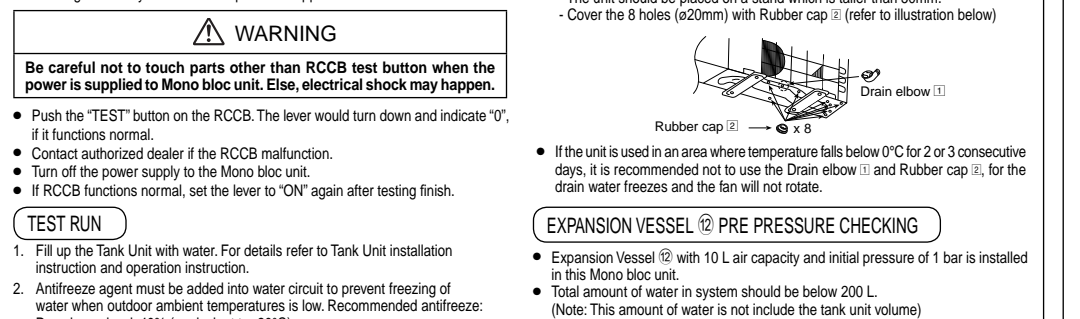 ⚠ WARNING
Be careful not to touch parts other than RCCB test button when the
power is supplied to Mono bloc unit. Else, electrical shock may happen.
● Push the “TEST” button on the RCCB. The lever would turn down and indicate “0”,
if it functions normal.
● Contact authorized dealer if the RCCB malfunction.
● Turn off the power supply to the Mono bloc unit.
● If RCCB functions normal, set the lever to “ON” again after testing finish.
TEST RUN
1. Fill up the Tank Unit with water. For details refer to Tank Unit installation
instruction and operation instruction.
2. Antifreeze agent must be added into water circuit to prevent freezing of
water when outdoor ambient temperatures is low. Recommended antifreeze:
The unit should be placed on a stand which is taller than
- Cover the 8 holes (ø20mm) with Rubber cap 2 (refer to illustration below)
Drain elbow 1
Rubber cap 2 → x 8
● If the unit is used in an area where temperature falls below 0°C for 2 or 3 consecutive
days, it is recommended not to use the Drain elbow 1 and Rubber cap 2, for the
drain water freezes and the fan will not rotate.
EXPANSION VESSEL ⑫ PRE PRESSURE CHECKING
● Expansion Vessel ⑫ with 10 L air capacity and initial pressure of 1 bar is installed
in this Mono bloc unit.
● Total amount of water in system should be below 200 L.
(Note: This amount of water is not include the tank unit volume)